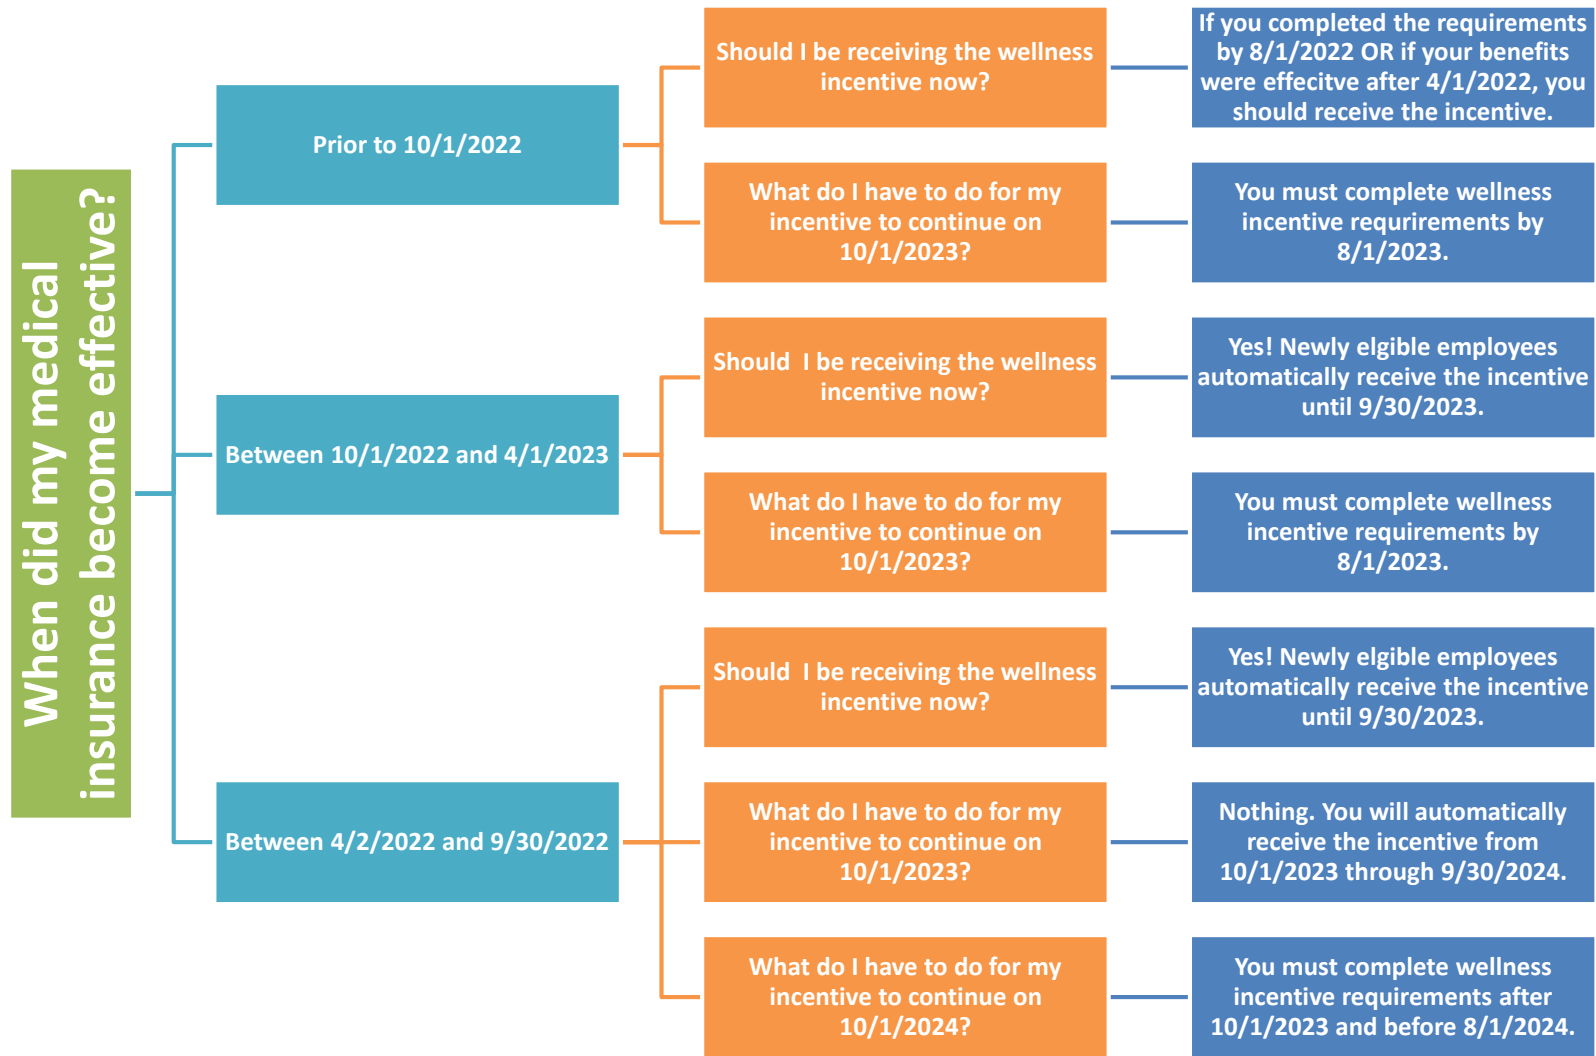 When did my medical
insurance become effective?
Prior to 10/1/2022
Should I be receiving the wellness
incentive now?
If you completed the requirements
by 8/1/2022 OR if your benefits
were effecitve after 4/1/2022, you
should receive the incentive.
What do I have to do for my
incentive to continue on
10/1/2023?
You must complete wellness
incentive requrirements by
8/1/2023.
Between 10/1/2022 and 4/1/2023
Should  I be receiving the wellness
incentive now?
Yes! Newly elgible employees
automatically receive the incentive
until 9/30/2023.
What do I have to do for my
incentive to continue on
10/1/2023?
You must complete wellness
incentive requirements by
8/1/2023.
Between 4/2/2022 and 9/30/2022
Should  I be receiving the wellness
incentive now?
Yes! Newly elgible employees
automatically receive the incentive
until 9/30/2023.
What do I have to do for my
incentive to continue on
10/1/2023?
Nothing. You will automatically
receive the incentive from
10/1/2023 through 9/30/2024.
What do I have to do for my
incentive to continue on
10/1/2024?
You must complete wellness
incentive requirements after
10/1/2023 and before 8/1/2024.